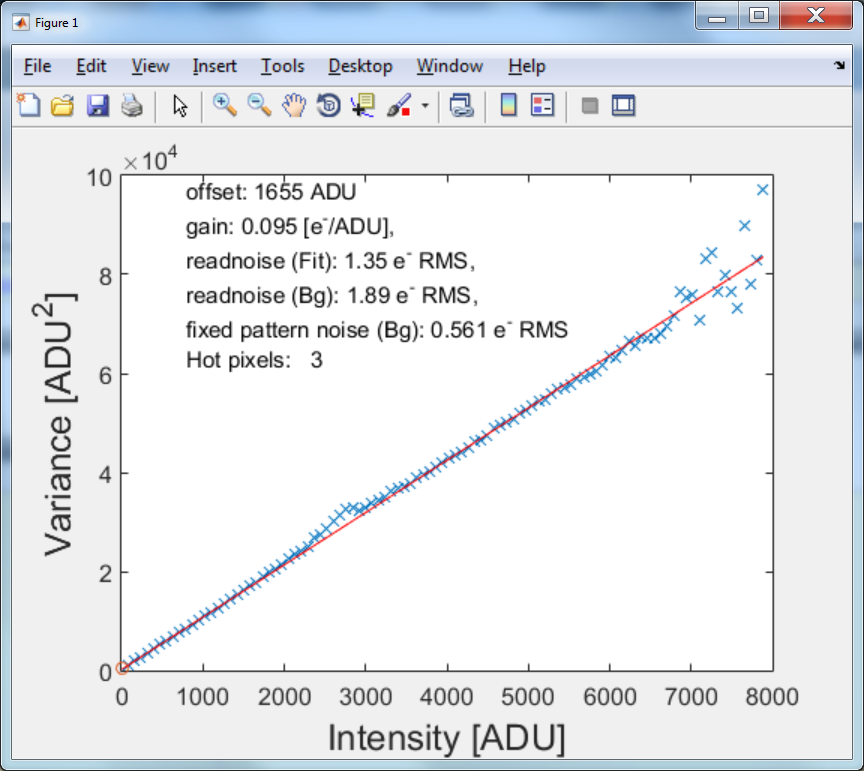 Figure 1
File Edit View Insert Tools Desktop Window Help
×10⁴
offset: 1655 ADU
gain: 0.095 [e⁻/ADU],
readnoise (Fit): 1.35 e⁻ RMS,
readnoise (Bg): 1.89 e⁻ RMS,
fixed pattern noise (Bg): 0.561 e⁻ RMS
Hot pixels: 3
10
8
6
4
2
0
Variance [ADU²]
0 1000 2000 3000 4000 5000 6000 7000 8000
Intensity [ADU]